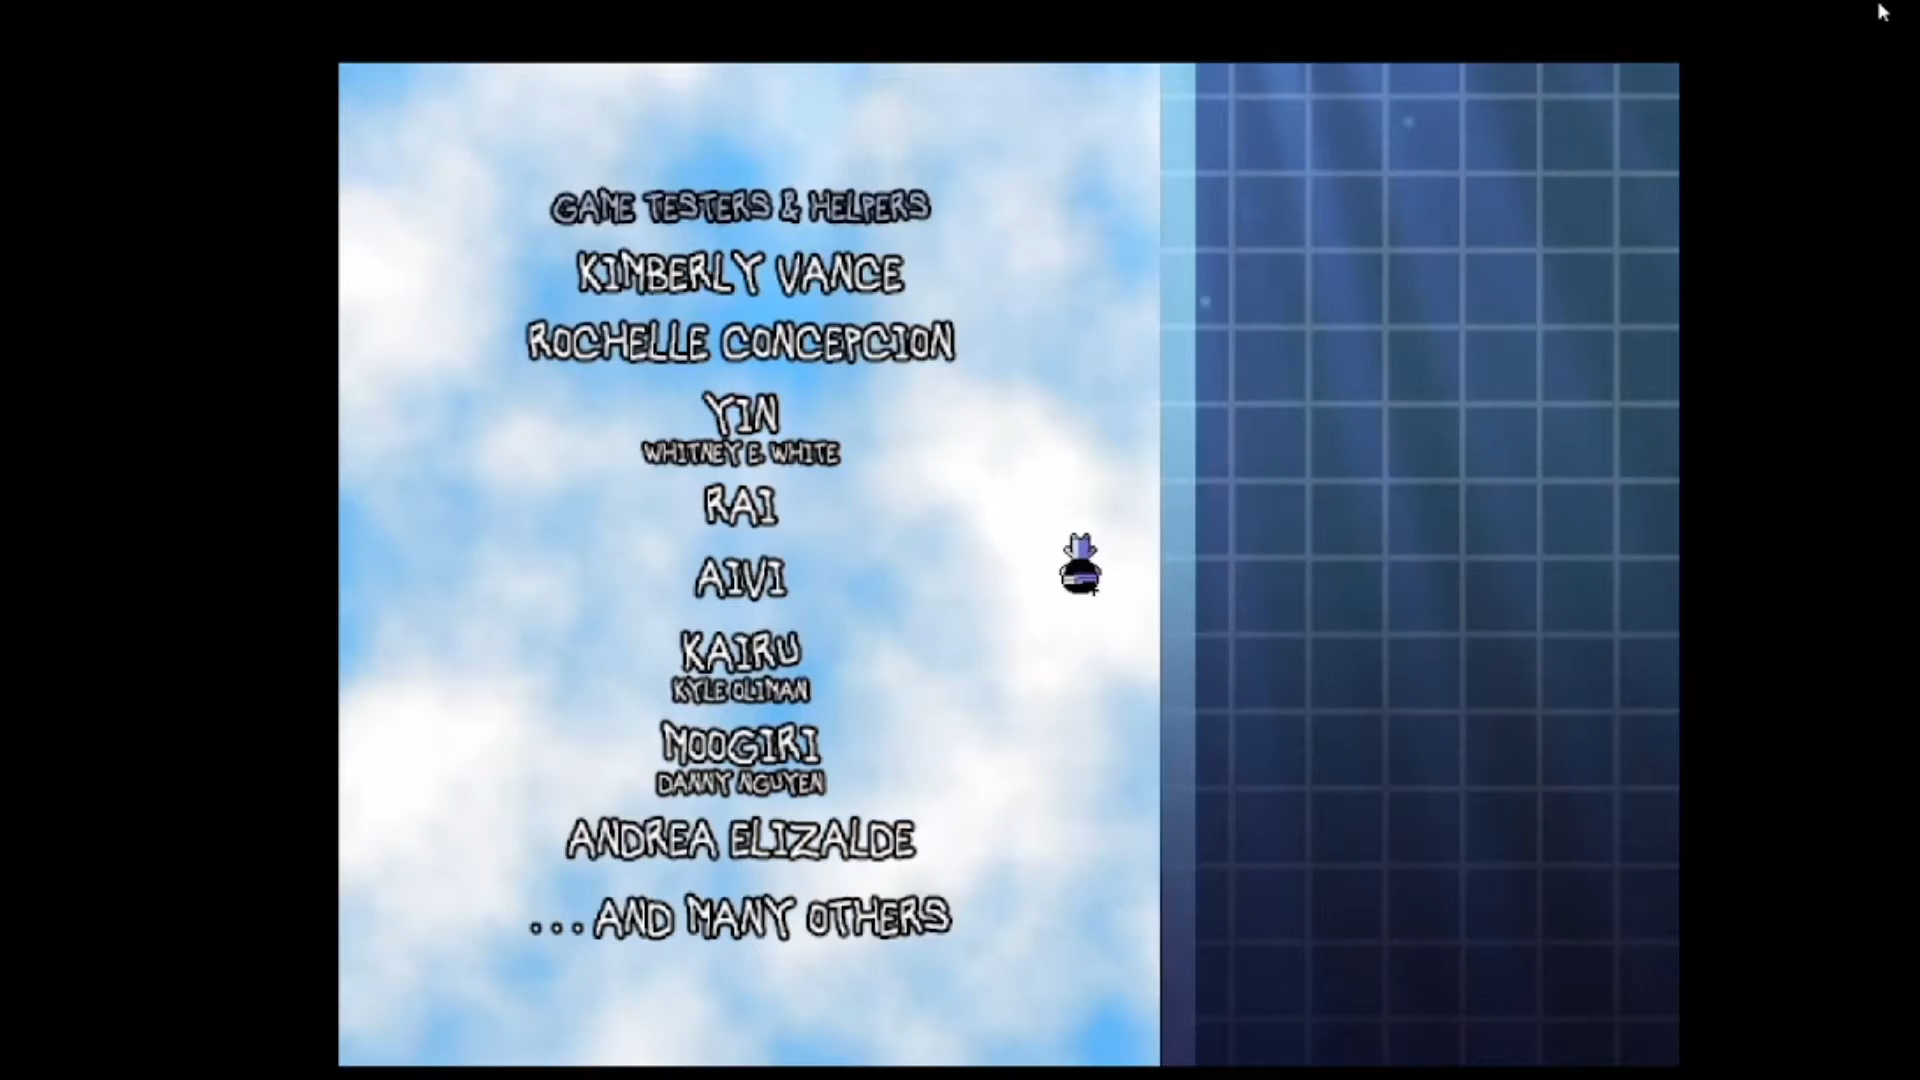 GAME TESTERS & HELPERS
KIMBERLY VANCE
ROCHELLE CONCEPCION
YIN
WHITNEY E. WHITE
RAI
AIVI
KAIRU
KYLE OLIMAN
MOOGIRI
DANNY NGUYEN
ANDREA ELIZALDE
...AND MANY OTHERS